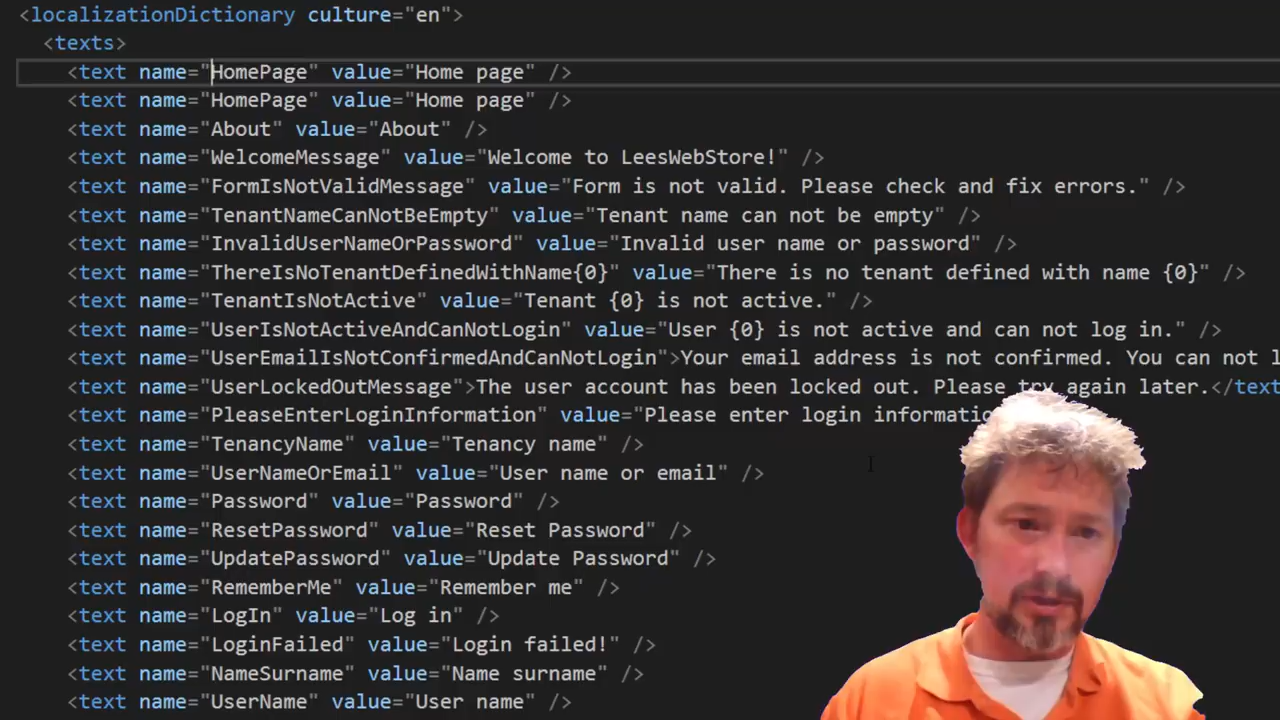 <localizationDictionary culture="en">
<texts>
<text name="HomePage" value="Home page" />
<text name="HomePage" value="Home page" />
<text name="About" value="About" />
<text name="WelcomeMessage" value="Welcome to LeesWebStore!" />
<text name="FormIsNotValidMessage" value="Form is not valid. Please check and fix errors." />
<text name="TenantNameCanNotBeEmpty" value="Tenant name can not be empty" />
<text name="InvalidUserNameOrPassword" value="Invalid user name or password" />
<text name="ThereIsNoTenantDefinedWithName{0}" value="There is no tenant defined with name {0}" />
<text name="TenantIsNotActive" value="Tenant {0} is not active." />
<text name="UserIsNotActiveAndCanNotLogin" value="User {0} is not active and can not log in." />
<text name="UserEmailIsNotConfirmedAndCanNotLogin">Your email address is not confirmed. You can not
<text name="UserLockedOutMessage">The user account has been locked out. Please try again later.</text
<text name="PleaseEnterLoginInformation" value="Please enter login
<text name="TenancyName" value="Tenancy name" />
<text name="UserNameOrEmail" value="User name or email" />
<text name="Password" value="Password" />
<text name="ResetPassword" value="Reset Password" />
<text name="UpdatePassword" value="Update Password" />
<text name="RememberMe" value="Remember me" />
<text name="LogIn" value="Log in" />
<text name="LoginFailed" value="Login failed!" />
<text name="NameSurname" value="Name surname" />
<text name="UserName" value="User name" />